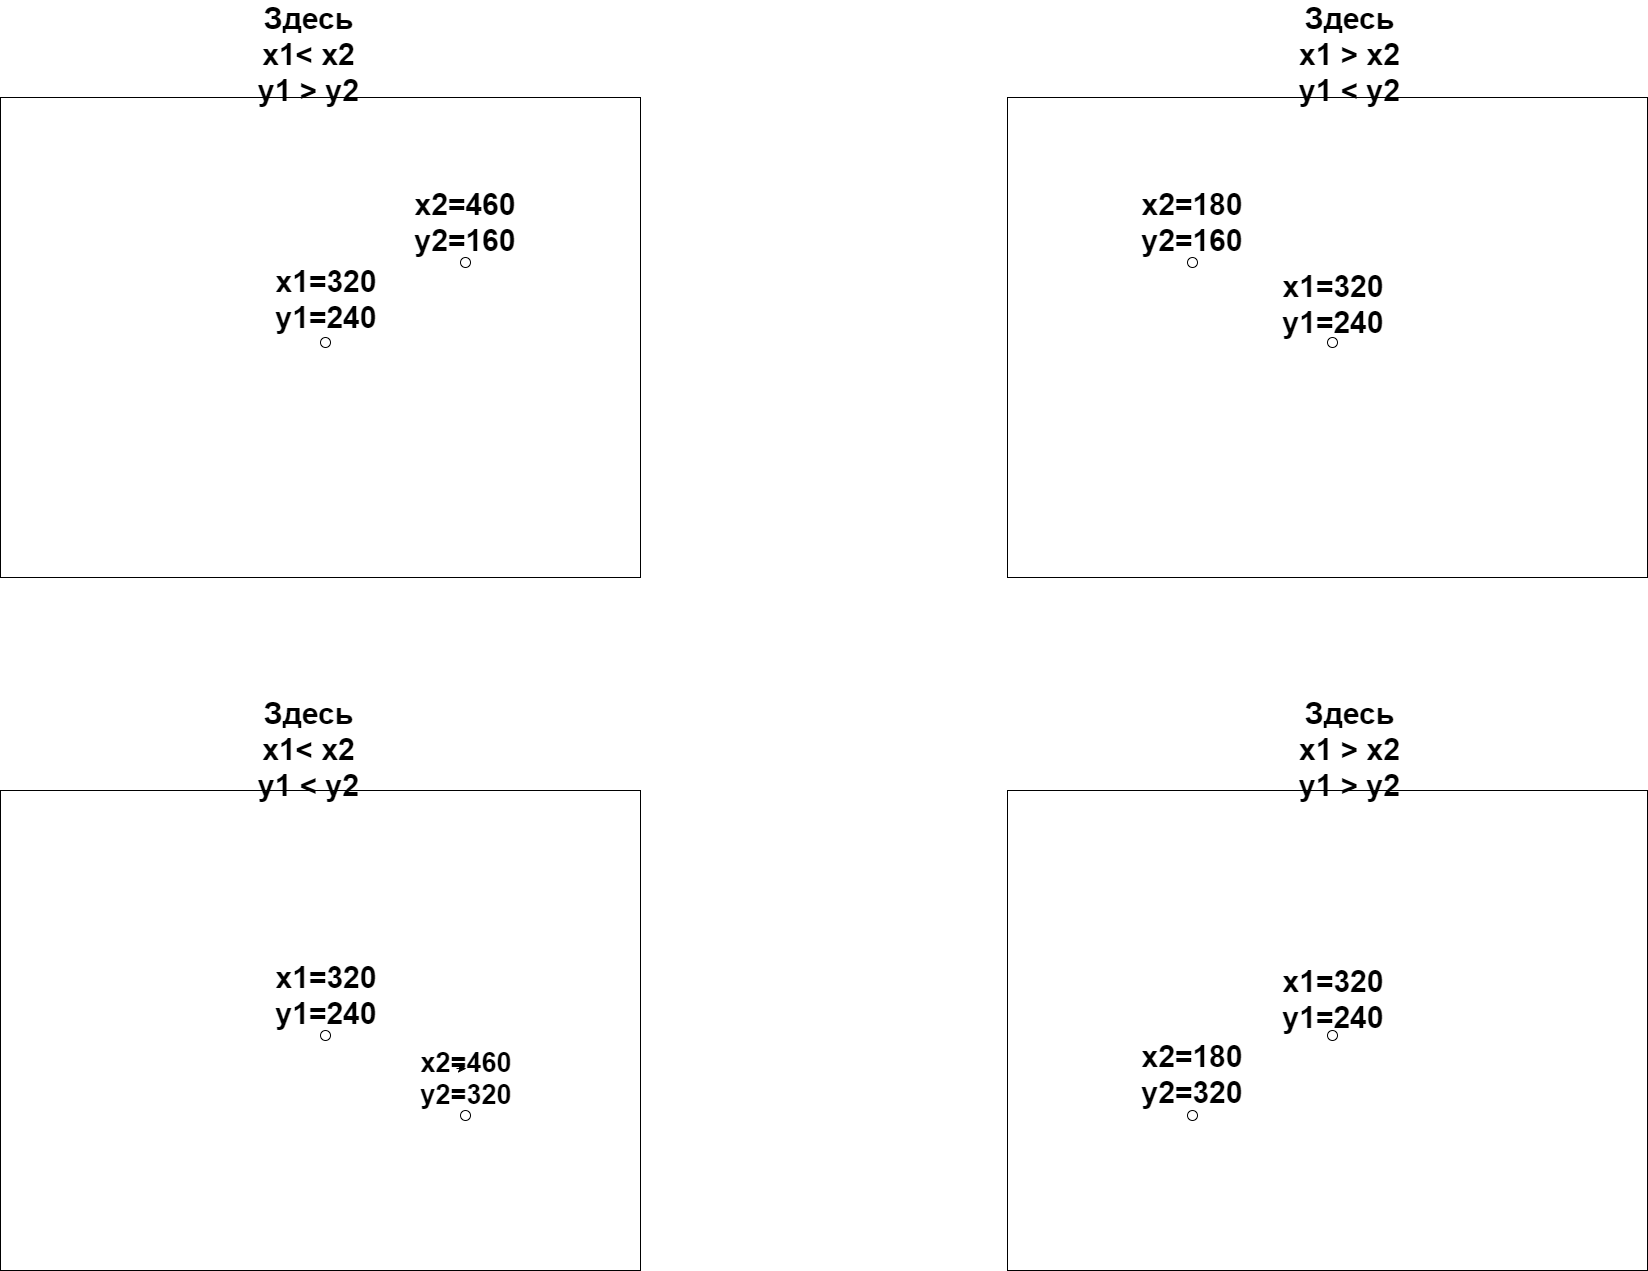 Здесь
x1< x2
y1 > y2
x2=460
y2=160
x1=320
y1=240
Здесь
x1 > x2
y1 < y2
x2=180
y2=160
x1=320
y1=240
Здесь
x1< x2
y1 < y2
x1=320
y1=240
x2=460
y2=320
Здесь
x1 > x2
y1 > y2
x1=320
y1=240
x2=180
y2=320